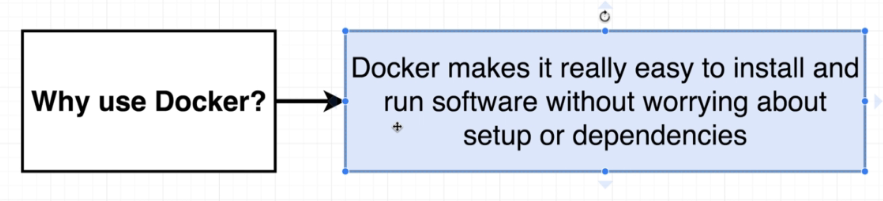 Why use Docker?
Docker makes it really easy to install and
run software without worrying about
setup or dependencies